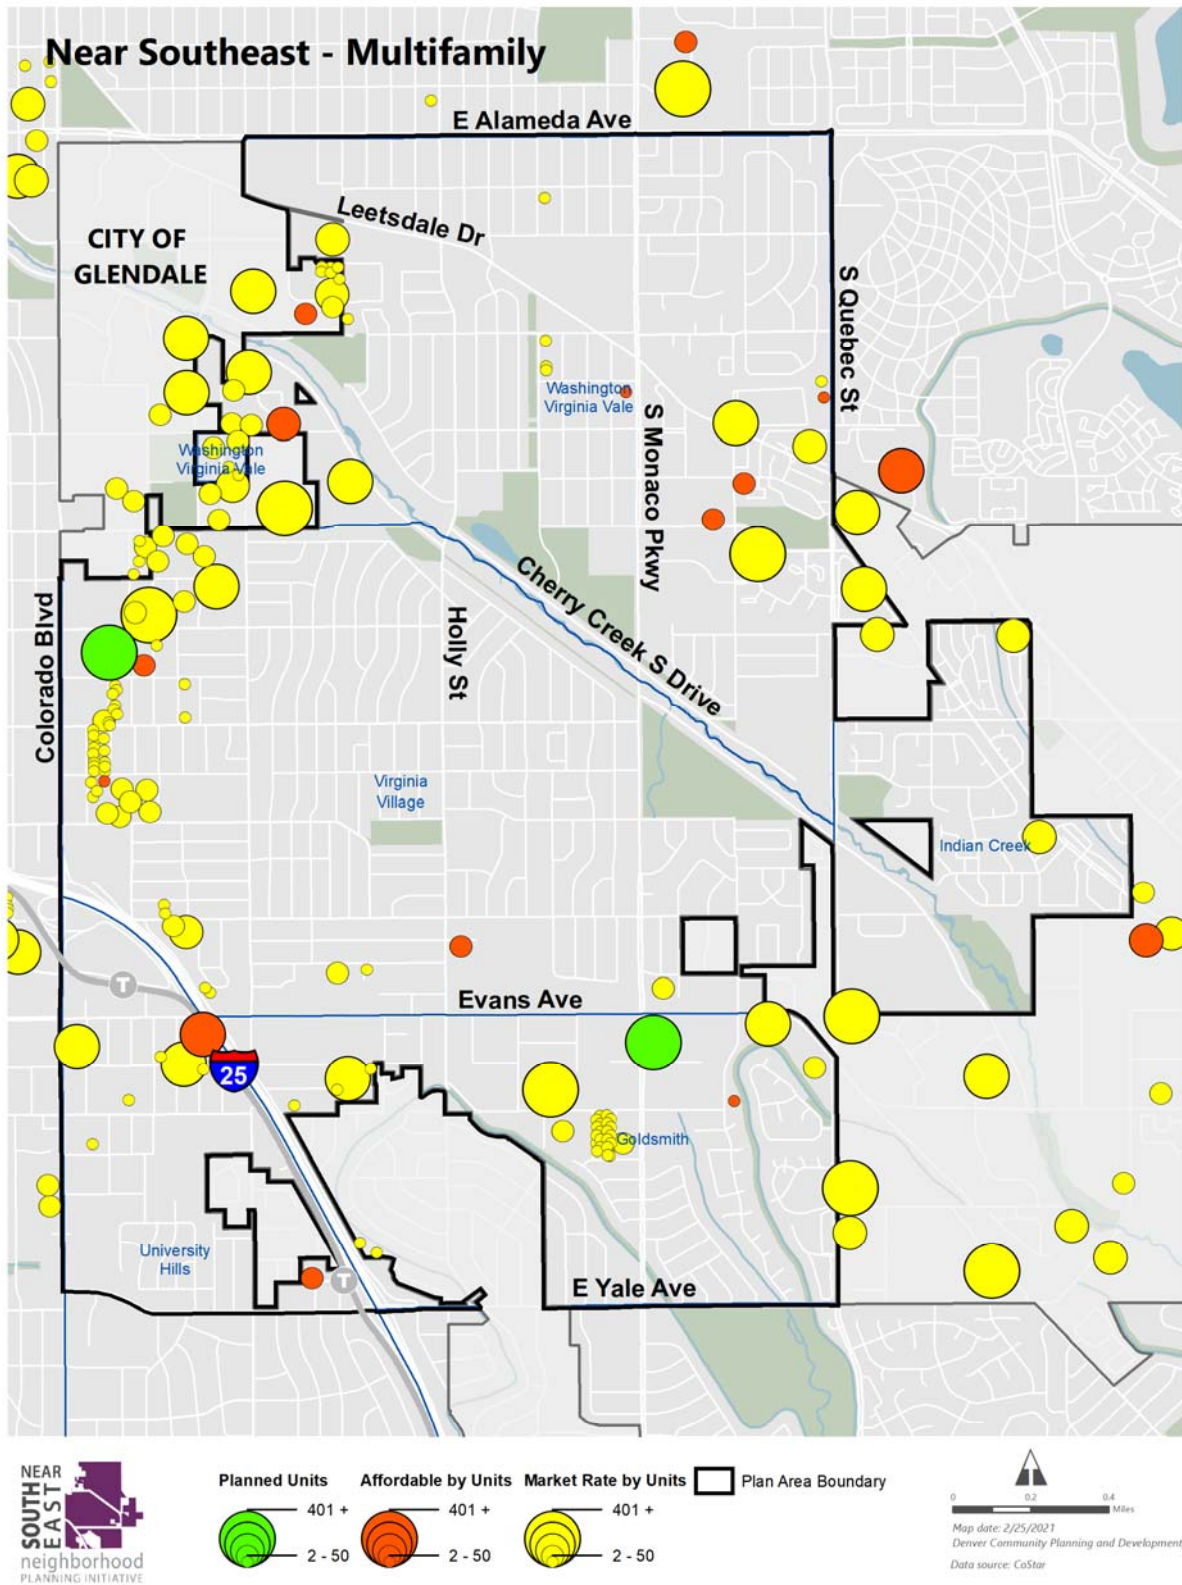 Near Southeast - Multifamily
E Alameda Ave
Leetsdale Dr
CITY OF
GLENDALE
S Quebec St
Washington
Virginia Vale
S Monaco Pkwy
Washington
Virginia Vale
Cherry Creek S Drive
Colorado Blvd
Holly St
Virginia
Village
Indian Creek
T
Evans Ave
25
Goldsmith
University
Hills
T
E Yale Ave
NEAR
SOUTH
EAST
neighborhood
PLANNING INITIATIVE
Planned Units
401 +
2 - 50
Affordable by Units
401 +
2 - 50
Market Rate by Units
401 +
2 - 50
Plan Area Boundary
0 0.2 0.4
Miles
Map date: 2/25/2021
Denver Community Planning and Development
Data source: CoStar